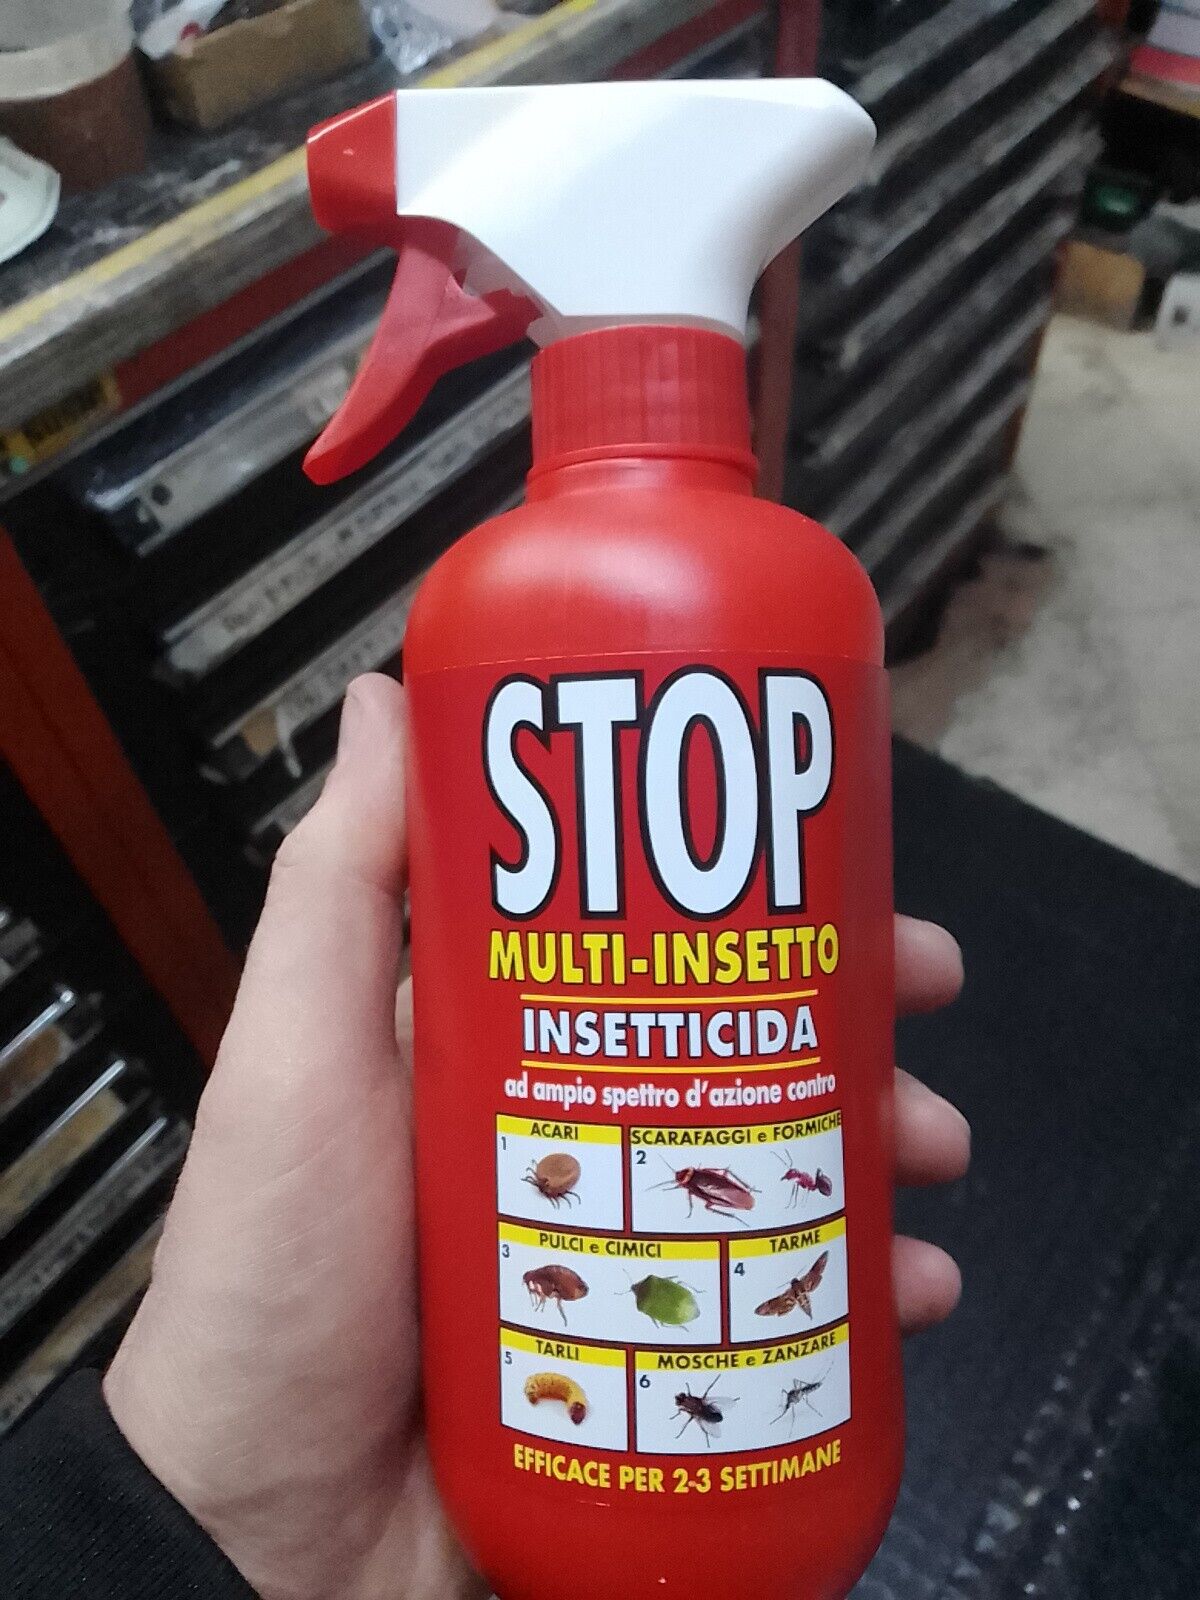 STOP
MULTI-INSETTO
INSETTICIDA
ad ampio spettro d'azione contro
1 ACARI
2 SCARAFAGGI e FORMICHE
3 PULCI e CIMICI
4 TARME
5 TARLI
6 MOSCHE e ZANZARE
EFFICACE PER 2-3 SETTIMANE